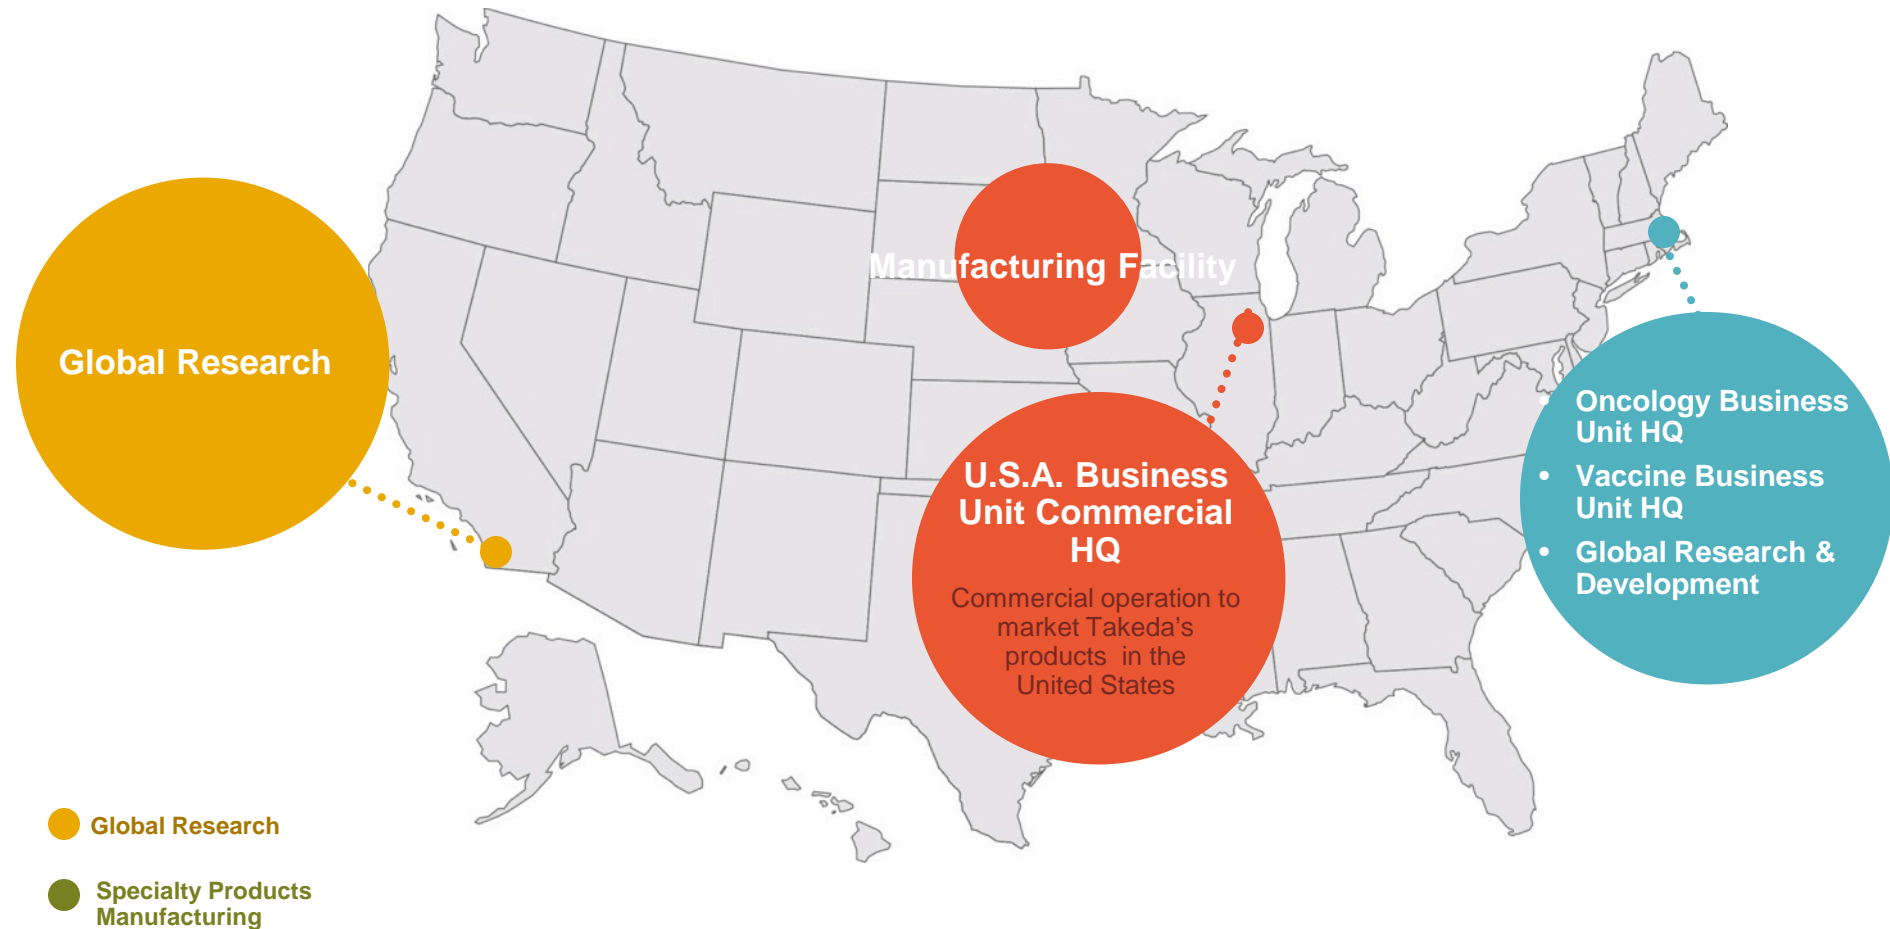 Manufacturing Facility
Global Research
U.S.A. Business
Unit Commercial
HQ
Commercial operation to
market Takeda’s
products  in the
United States
• Oncology Business
Unit HQ
• Vaccine Business
Unit HQ
• Global Research &
Development
Global Research
Specialty Products
Manufacturing